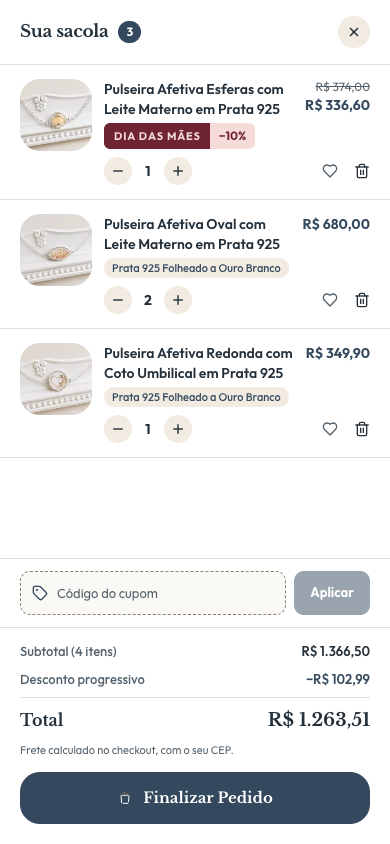 Sua sacola 3
Pulseira Afetiva Esferas com
Leite Materno em Prata 925
R$ 374,00
R$ 336,60
DIA DAS MÃES −10%
1
Pulseira Afetiva Oval com
Leite Materno em Prata 925
R$ 680,00
Prata 925 Folheado a Ouro Branco
2
Pulseira Afetiva Redonda com
Coto Umbilical em Prata 925
R$ 349,90
Prata 925 Folheado a Ouro Branco
1
Código do cupom
Aplicar
Subtotal (4 itens) R$ 1.366,50
Desconto progressivo −R$ 102,99
Total R$ 1.263,51
Frete calculado no checkout, com o seu CEP.
Finalizar Pedido